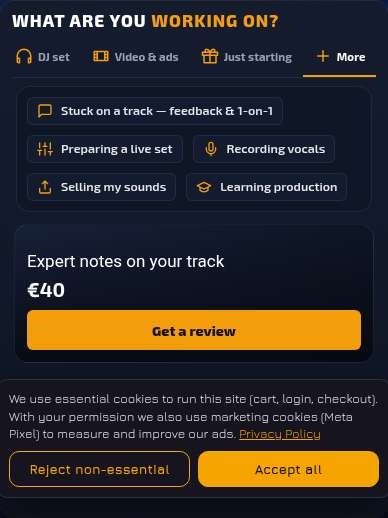 WHAT ARE YOU WORKING ON?
DJ set
Video & ads
Just starting
More
Stuck on a track — feedback & 1-on-1
Preparing a live set
Recording vocals
Selling my sounds
Learning production
Expert notes on your track
€40
Get a review
We use essential cookies to run this site (cart, login, checkout).
With your permission we also use marketing cookies (Meta
Pixel) to measure and improve our ads. Privacy Policy
Reject non-essential
Accept all